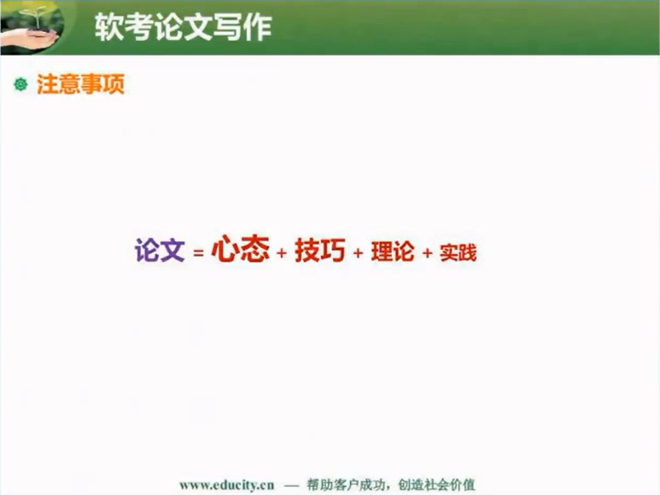 软考论文写作
注意事项
论文 = 心态 + 技巧 + 理论 + 实践
www.educity.cn — 帮助客户成功，创造社会价值